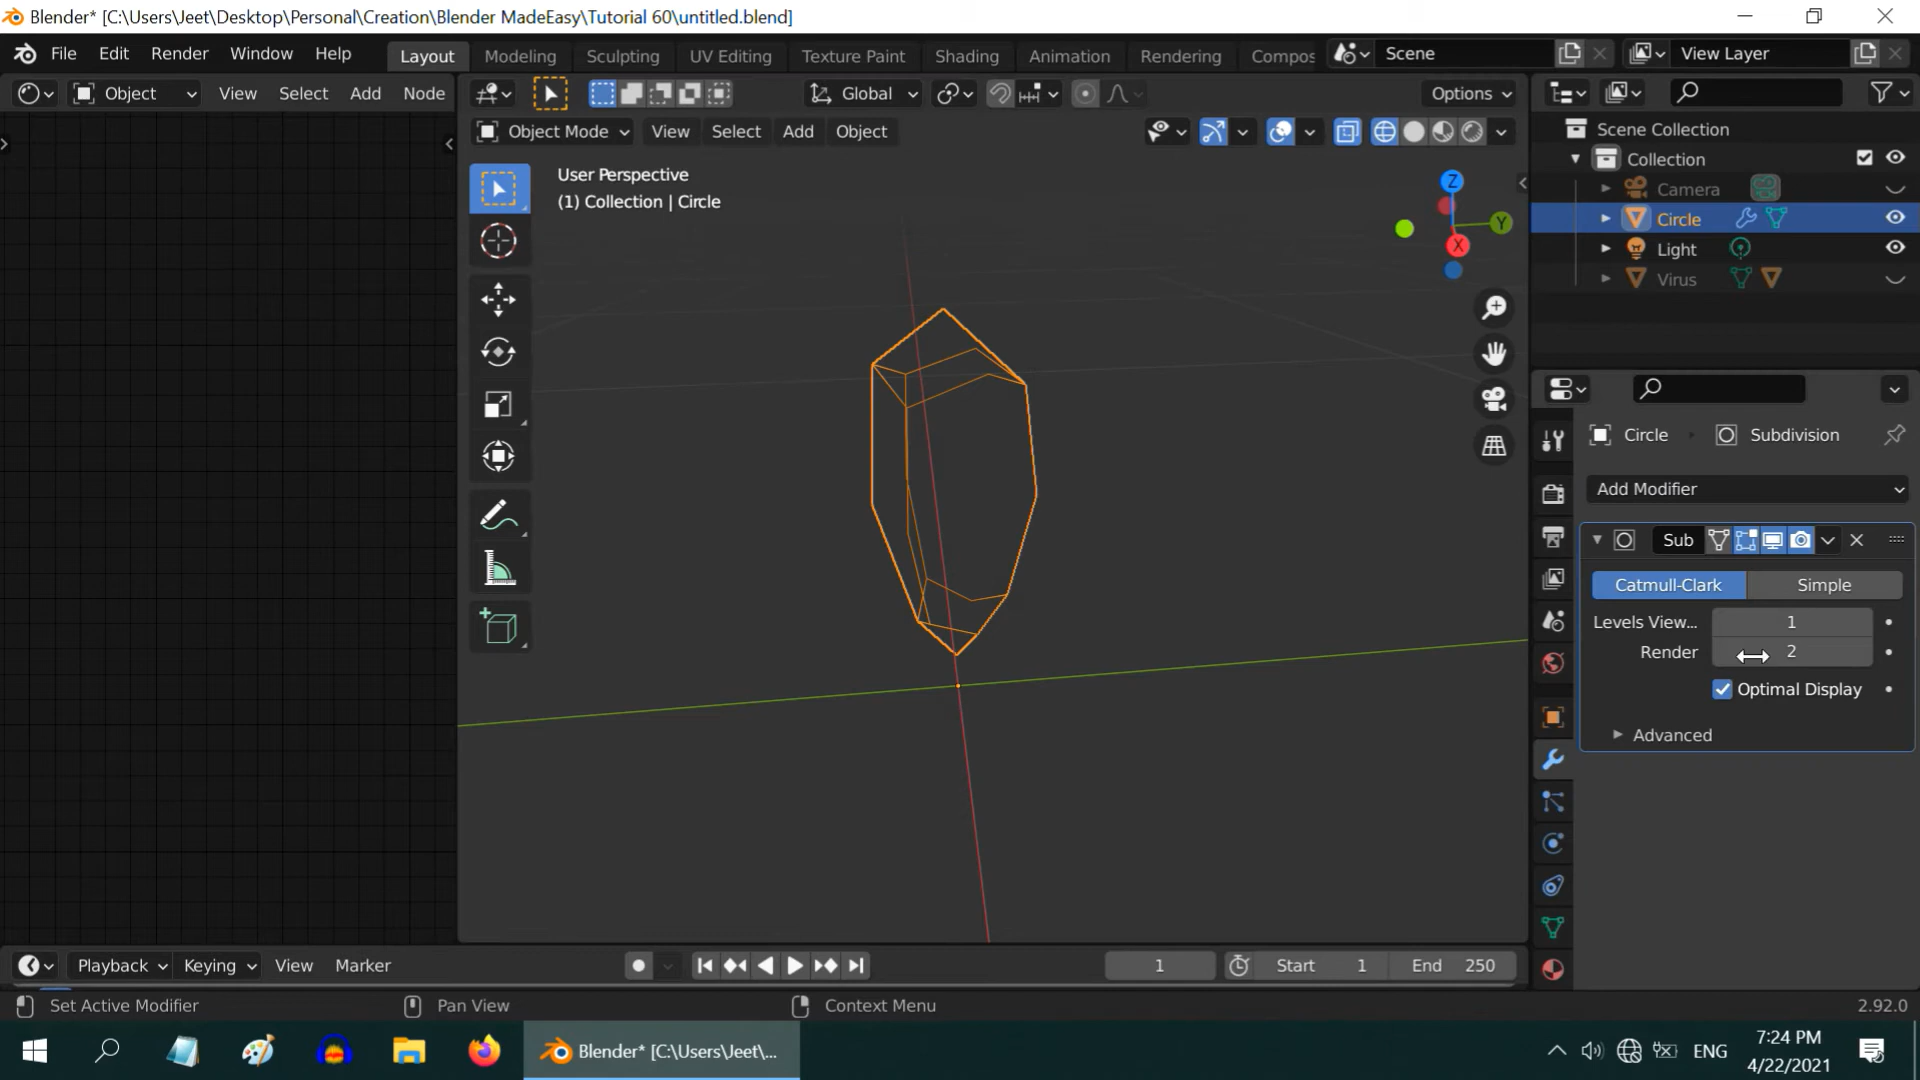 Blender* [C:\Users\Jeet\Desktop\Personal\Creation\Blender MadeEasy\Tutorial 60\untitled.blend]
File Edit Render Window Help Layout Modeling Sculpting UV Editing Texture Paint Shading Animation Rendering Compos Scene View Layer
Object View Select Add Node Global Options
Object Mode View Select Add Object
User Perspective
(1) Collection | Circle
Z
Y
X
Scene Collection
Collection
Camera
Circle
Light
Virus
Circle Subdivision
Add Modifier
Sub
Catmull-Clark Simple
Levels View... 1
Render 2
Optimal Display
Advanced
Playback Keying View Marker 1 Start 1 End 250
Set Active Modifier Pan View Context Menu 2.92.0
Blender* [C:\Users\Jeet\... ENG 7:24 PM
4/22/2021